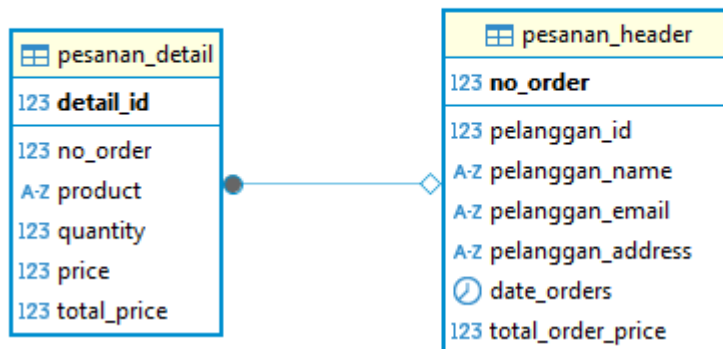 pesanan_detail
123 detail_id
123 no_order
A-Z product
123 quantity
123 price
123 total_price
pesanan_header
123 no_order
123 pelanggan_id
A-Z pelanggan_name
A-Z pelanggan_email
A-Z pelanggan_address
date_orders
123 total_order_price